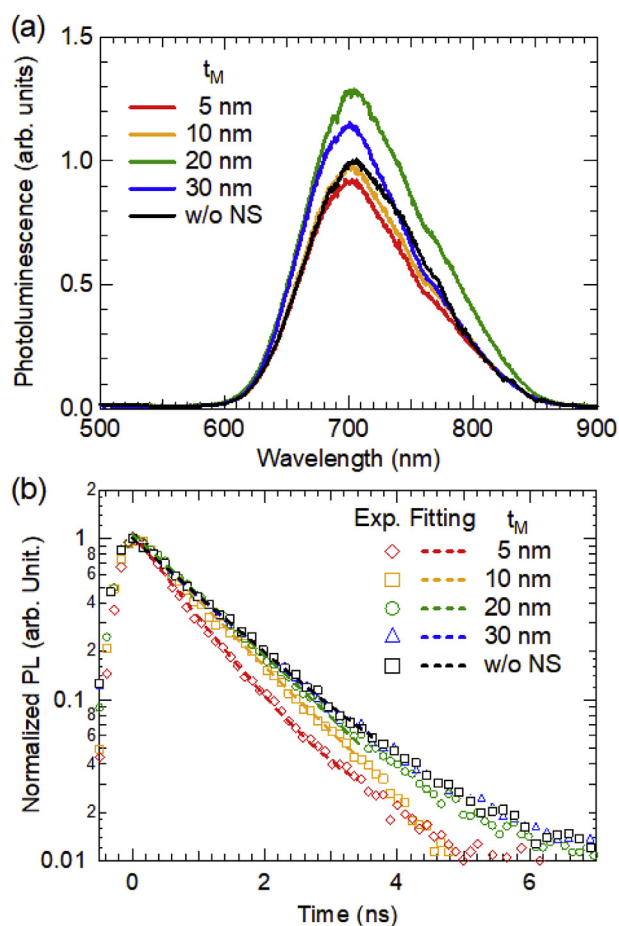 (a)
Photoluminescence (arb. units)
1.5
1.0
0.5
0.0
t_M
5 nm
10 nm
20 nm
30 nm
w/o NS
500 600 700 800 900
Wavelength (nm)
(b)
Normalized PL (arb. Unit.)
2
1
8
6
4
2
0.1
8
6
4
2
0.01
Exp. Fitting t_M
5 nm
10 nm
20 nm
30 nm
w/o NS
0 2 4 6
Time (ns)